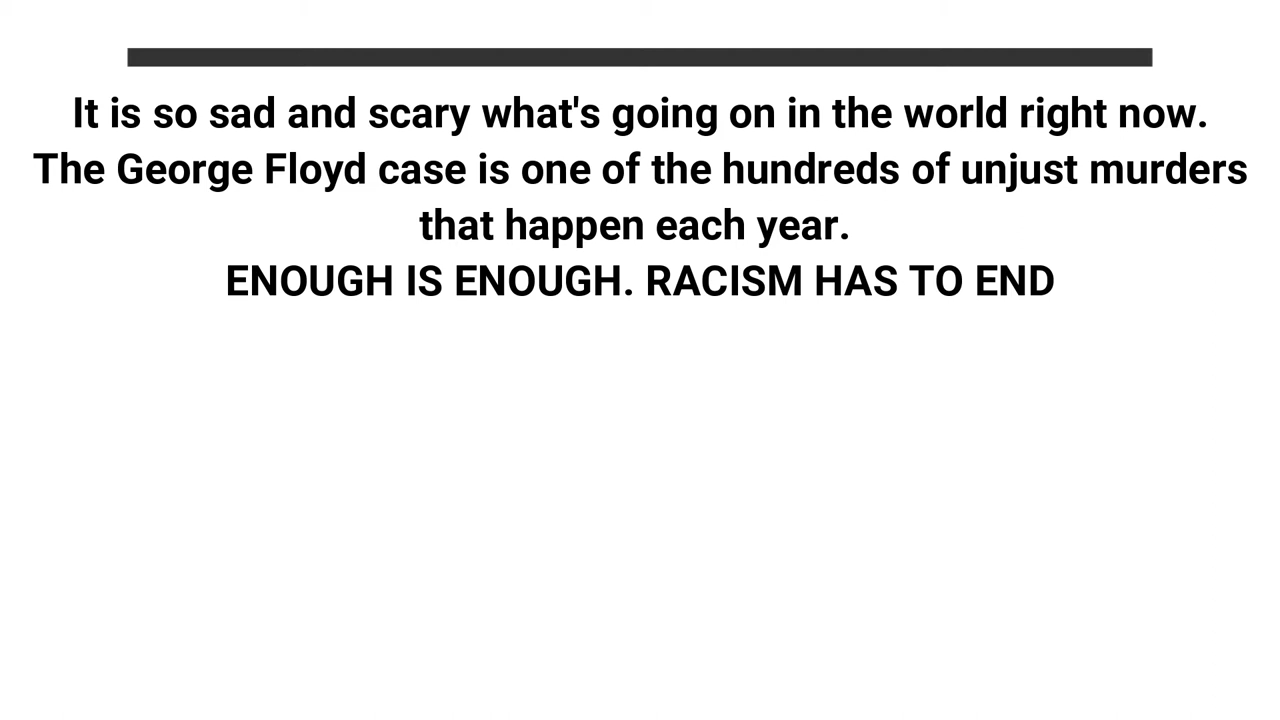 It is so sad and scary what's going on in the world right now.
The George Floyd case is one of the hundreds of unjust murders
that happen each year.
ENOUGH IS ENOUGH. RACISM HAS TO END